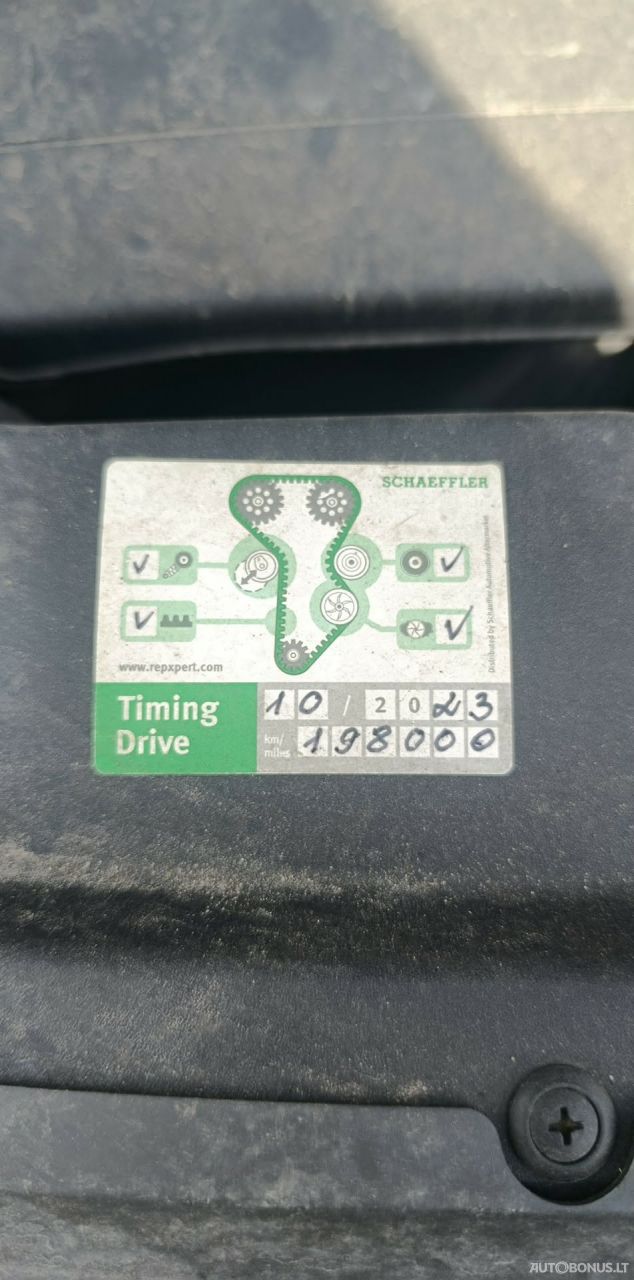 SCHAEFFLER
Distributed by Schaeffler Automotive Aftermarket
www.repxpert.com
Timing
Drive
10 / 2023
km/
miles
198000
AUTOBONUS.LT